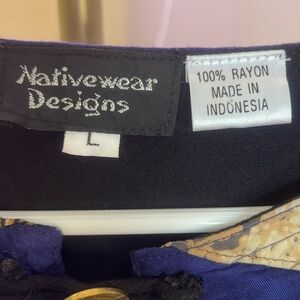 Nativewear
Designs
L
100% RAYON
MADE IN
INDONESIA